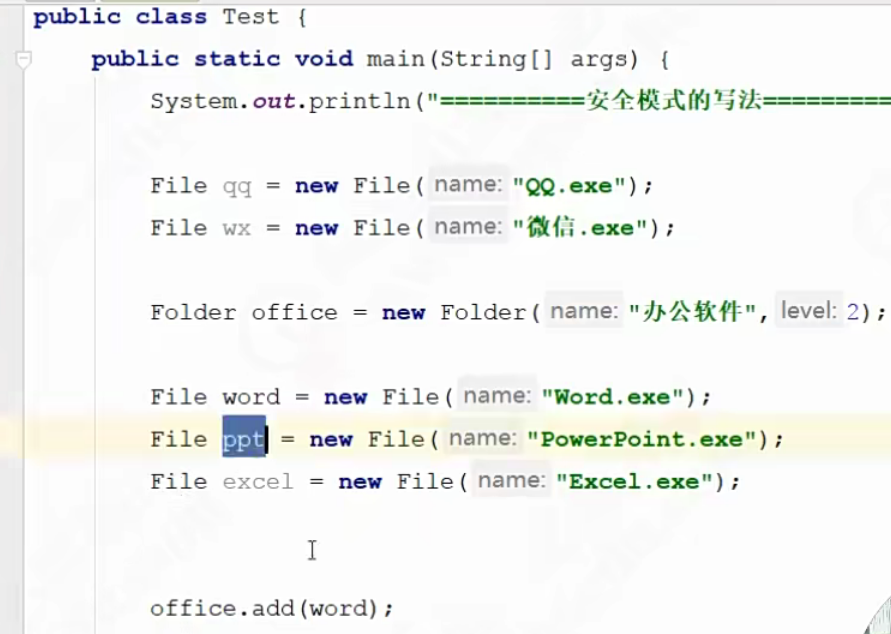 public class Test {
public static void main(String[] args) {
System.out.println("==========安全模式的写法=========
File qq = new File( name: "QQ.exe");
File wx = new File( name: "微信.exe");
Folder office = new Folder( name: "办公软件", level: 2);
File word = new File( name: "Word.exe");
File ppt = new File( name: "PowerPoint.exe");
File excel = new File( name: "Excel.exe");
office.add(word);